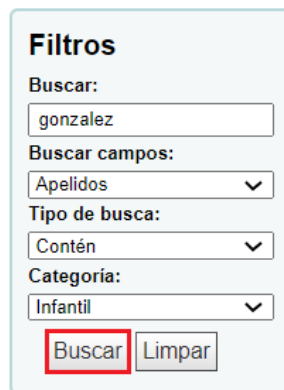 Filtros
Buscar:
gonzalez
Buscar campos:
Apelidos
Tipo de busca:
Contén
Categoría:
Infantil
Buscar Limpar